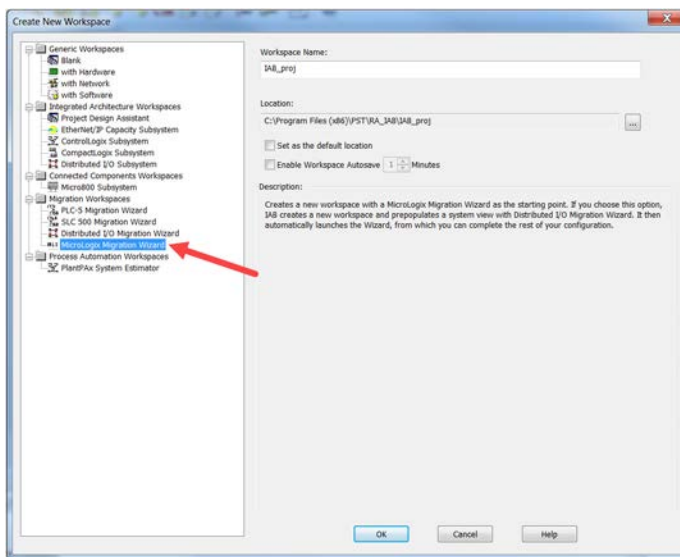 Create New Workspace
Generic Workspaces
Blank
with Hardware
with Network
with Software
Integrated Architecture Workspaces
Project Design Assistant
EtherNet/IP Capacity Subsystem
ControlLogix Subsystem
CompactLogix Subsystem
Distributed I/O Subsystem
Connected Components Workspaces
Micro800 Subsystem
Migration Workspaces
PLC-5 Migration Wizard
SLC 500 Migration Wizard
Distributed I/O Migration Wizard
MicroLogix Migration Wizard
Process Automation Workspaces
PlantPAx System Estimator
Workspace Name:
IAB_proj
Location:
C:\Program Files (x86)\PST\RA_IAB\IAB_proj
...
Set as the default location
Enable Workspace Autosave 1 Minutes
Description:
Creates a new workspace with a MicroLogix Migration Wizard as the starting point. If you choose this option,
IAB creates a new workspace and prepopulates a system view with Distributed I/O Migration Wizard. It then
automatically launches the Wizard, from which you can complete the rest of your configuration.
OK
Cancel
Help